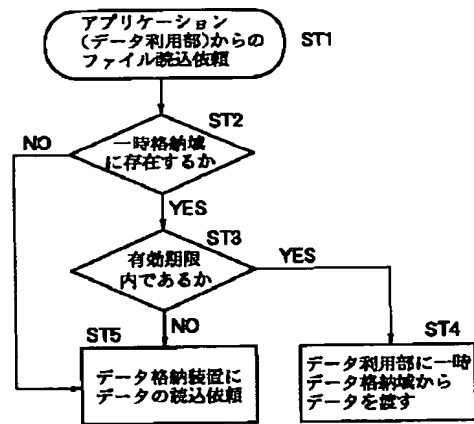 アプリケーション
(データ利用部)からの
ファイル読込依頼
ST1
ST2
NO
一時格納域
に存在するか
YES
ST3
有効期限
内であるか
YES
NO
ST5
ST4
データ格納装置に
データの読込依頼
データ利用部に一時
データ格納域から
データを渡す